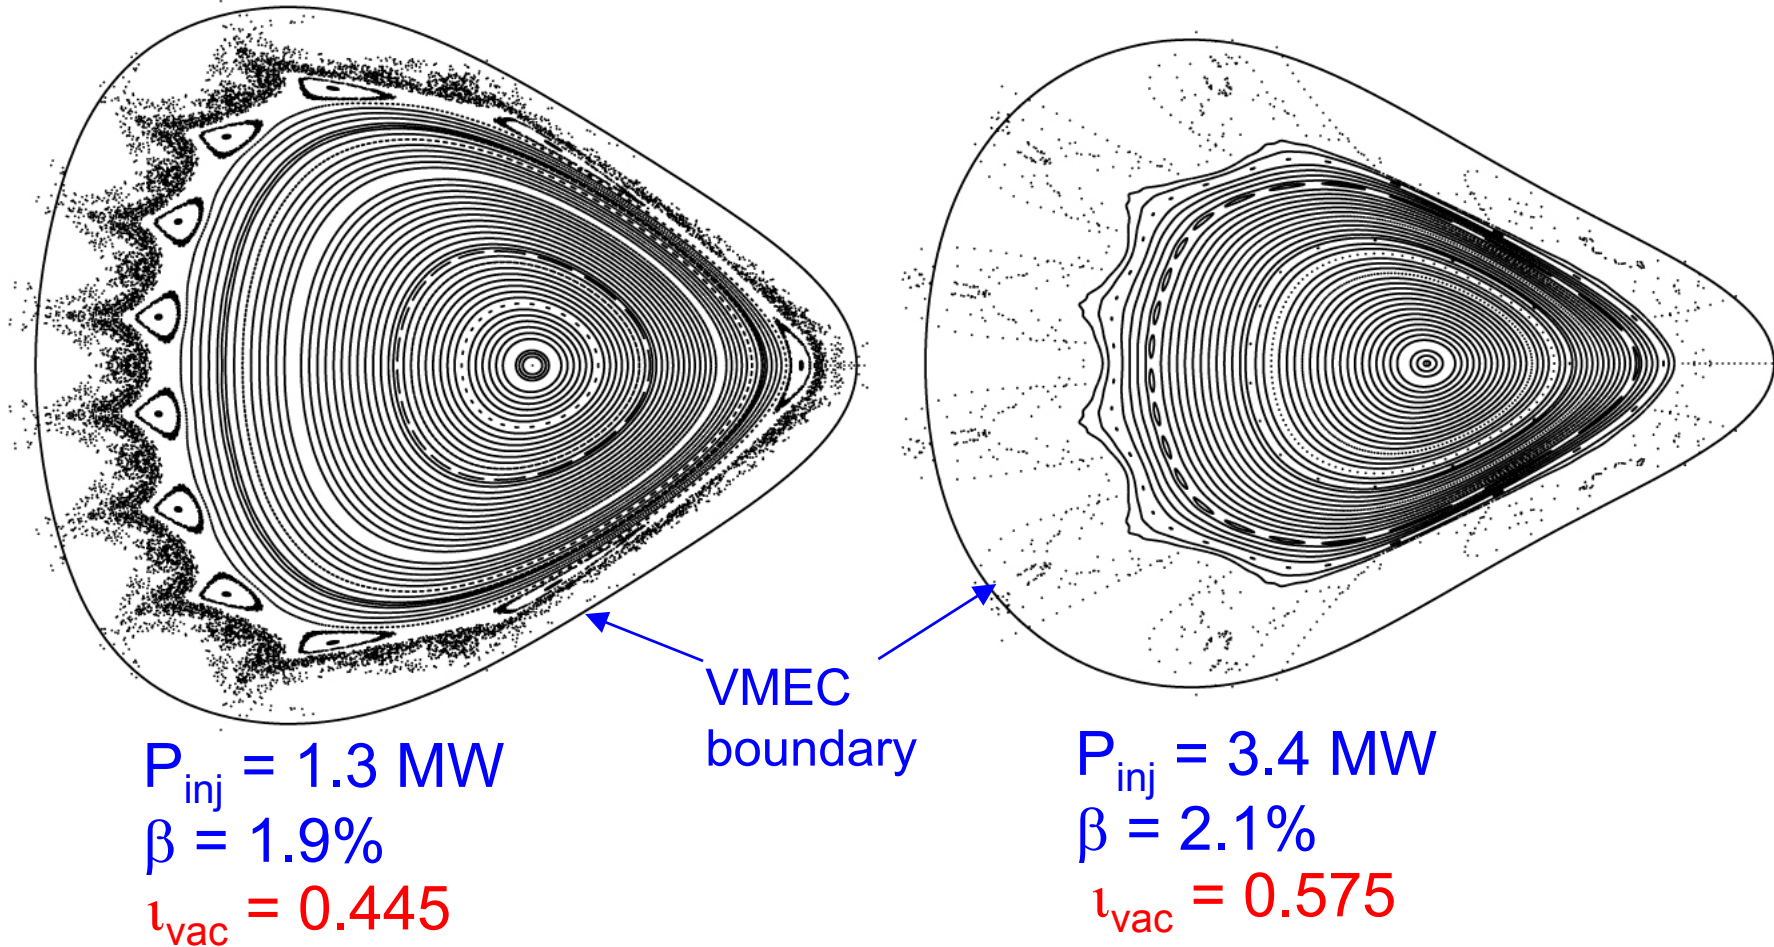 VMEC
boundary
P_inj = 1.3 MW
β = 1.9%
ι_vac = 0.445
P_inj = 3.4 MW
β = 2.1%
ι_vac = 0.575